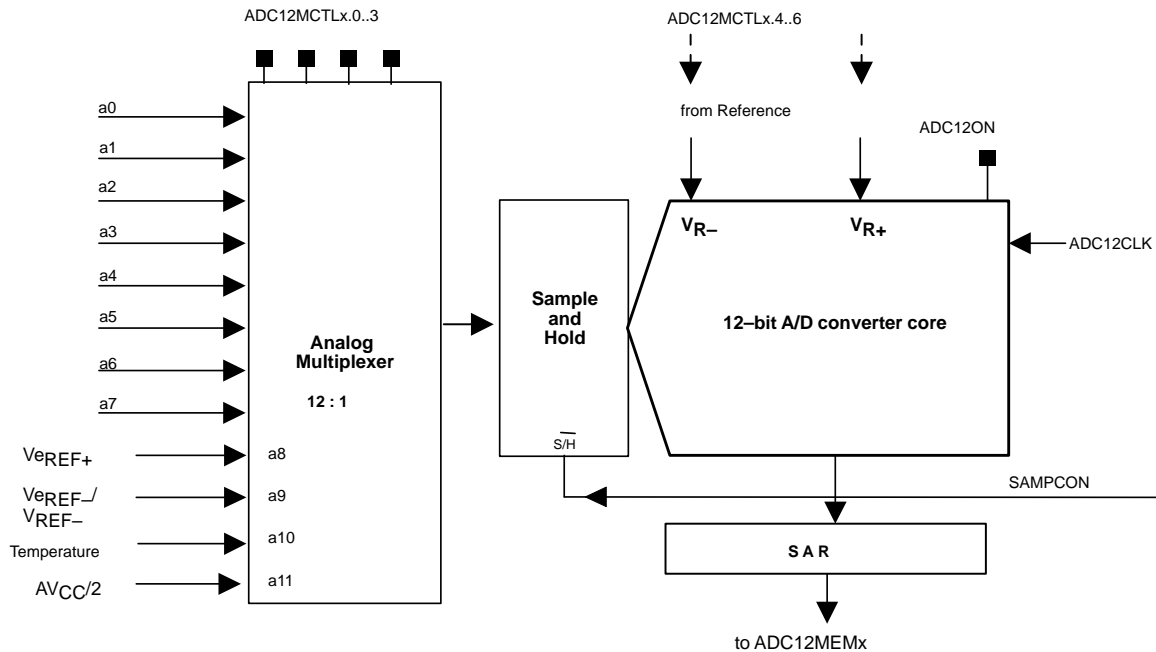 ADC12MCTLx.0..3
ADC12MCTLx.4..6
a0
a1
a2
a3
a4
a5
a6
a7
VeREF+
a8
VeREF–/
VREF–
a9
Temperature
a10
AVCC/2
a11
Analog
Multiplexer
12 : 1
Sample
and
Hold
S/H
from Reference
ADC12ON
VR–
VR+
ADC12CLK
12–bit A/D converter core
SAMPCON
S A R
to ADC12MEMx